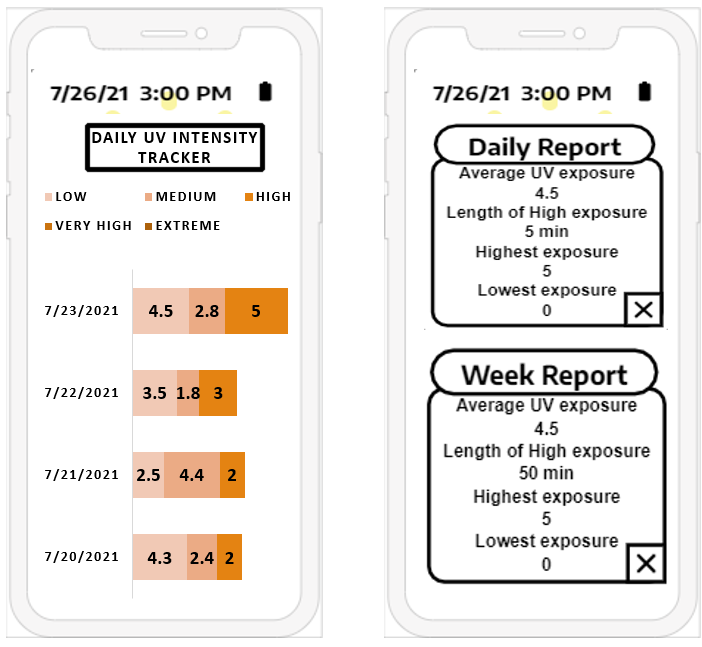 7/26/21 3:00 PM
DAILY UV INTENSITY
TRACKER
LOW MEDIUM HIGH
VERY HIGH EXTREME
7/23/2021 4.5 2.8 5
7/22/2021 3.5 1.8 3
7/21/2021 2.5 4.4 2
7/20/2021 4.3 2.4 2
7/26/21 3:00 PM
Daily Report
Average UV exposure
4.5
Length of High exposure
5 min
Highest exposure
5
Lowest exposure
0
Week Report
Average UV exposure
4.5
Length of High exposure
50 min
Highest exposure
5
Lowest exposure
0